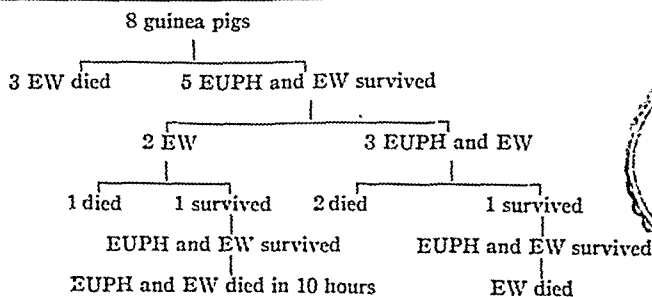 8 guinea pigs
3 EW died 5 EUPH and EW survived
2 EW 3 EUPH and EW
1 died 1 survived 2 died 1 survived
EUPH and EW survived EUPH and EW survived
EUPH and EW died in 10 hours EW died